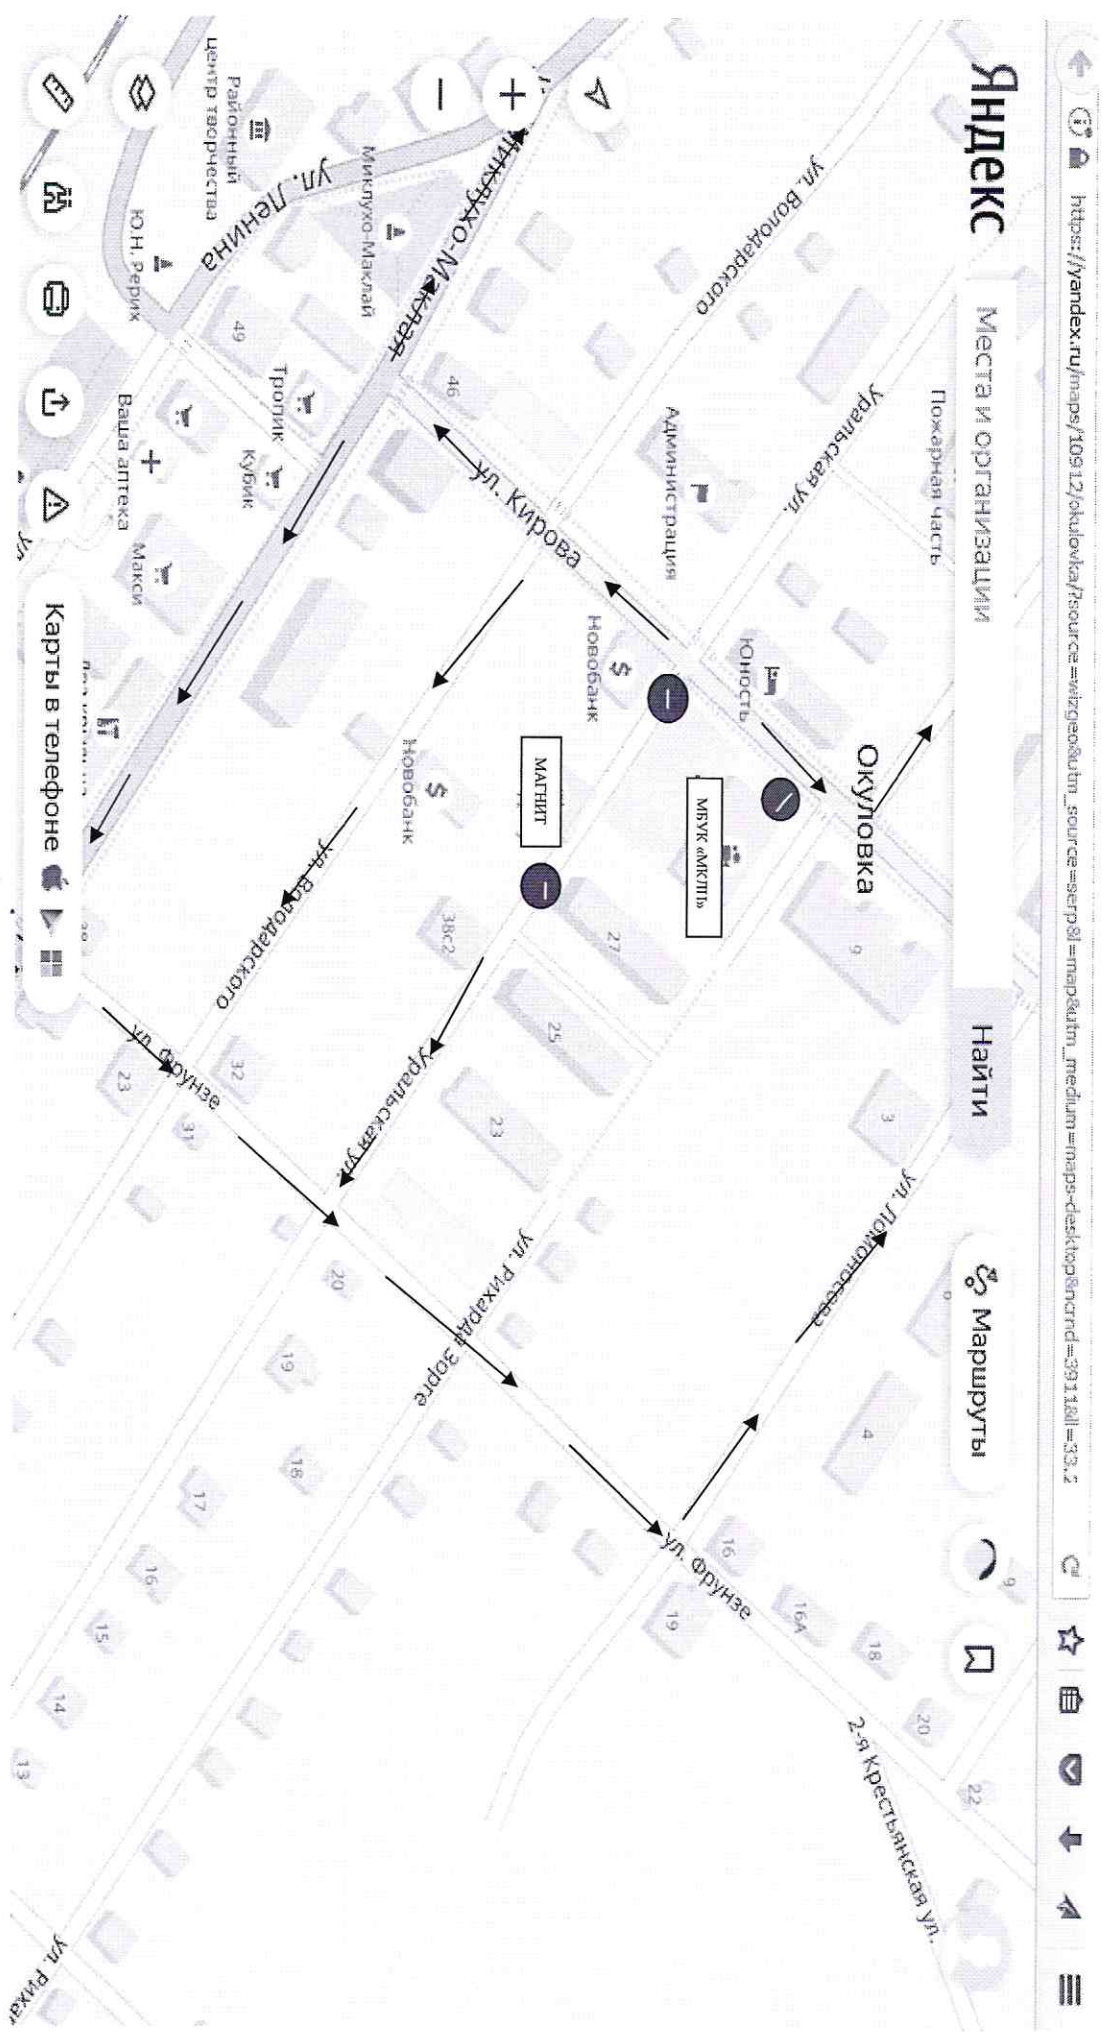 https://yandex.ru/maps/10912/okulovka/?source=wizgeo&utm_source=serp&l=map&utm_medium=maps-desktop&ncrnd=3911&ll=33.2
Яндекс
Места и организации
Найти
Маршруты
Пожарная часть
Окуловка
9
3
4
9
ул. Володарского
Уральская ул.
Администрация
Юность
МБУК «МКЛП»
ул. Ломоносова
16
16А
18
20
22
19
ул. Фрунзе
2-я Крестьянская ул.
46
ул. Кирова
Новобанк
МАГНИТ
27
25
23
38с2
Новобанк
Миклухо-Маклая
Миклухо-Маклай
ул. Ленина
Районный
центр творчества
Ю.Н. Рерих
49
Тропик
Кубик
Ваша аптека
Макси
ул. Володарского
Уральская ул.
ул. Рихарда Зорге
ул. Фрунзе
32
23
31
20
19
18
17
16
15
14
13
Карты в телефоне